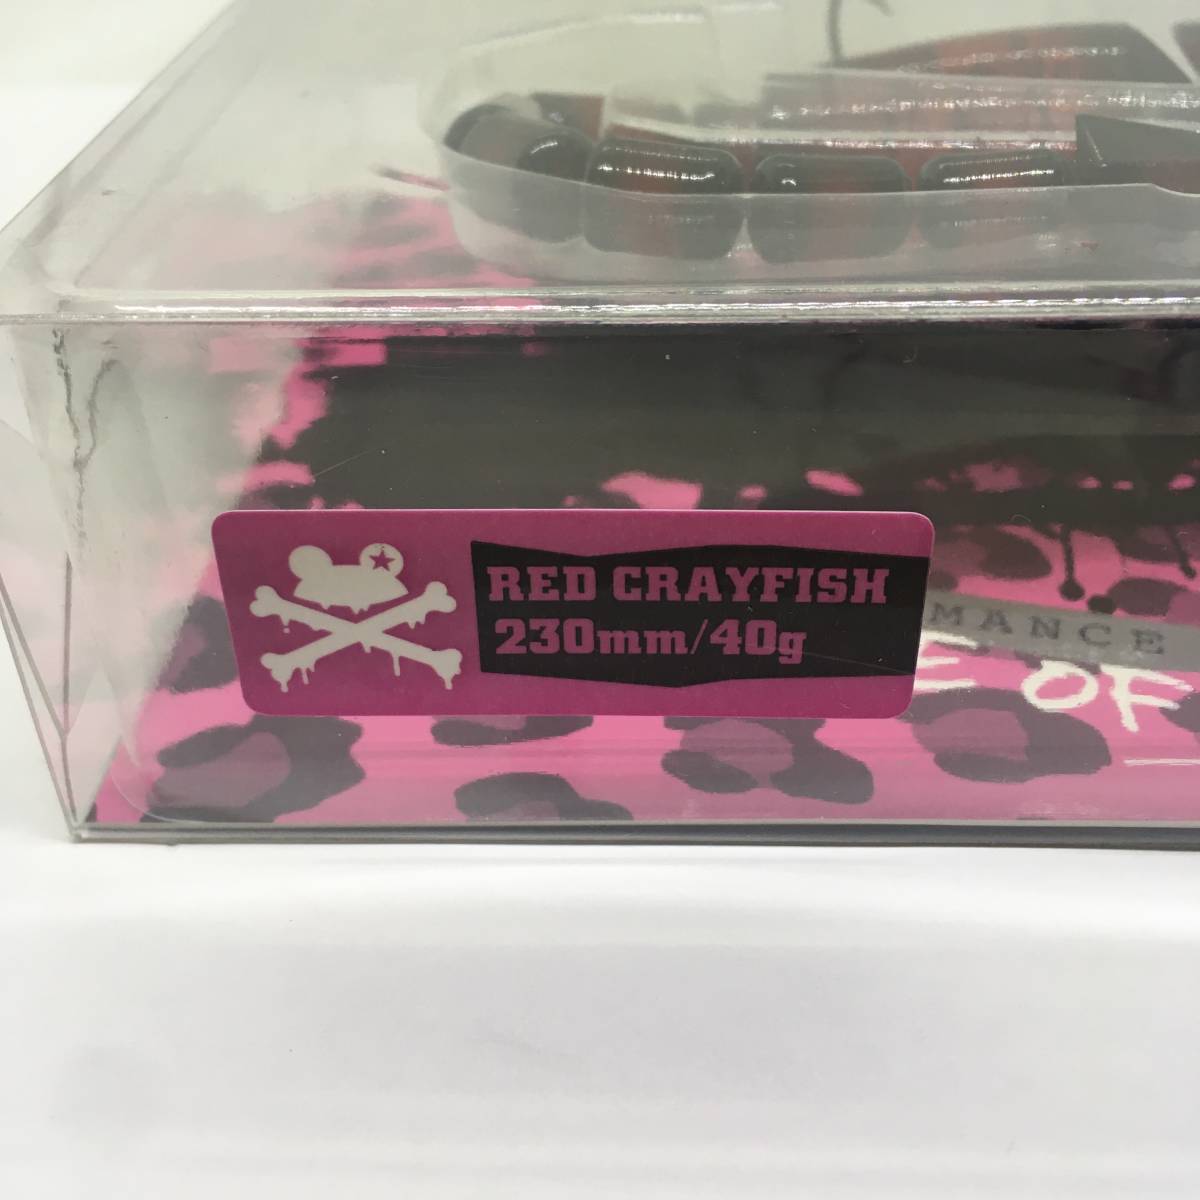 RED CRAYFISH
230mm/40g
MANCE
OF